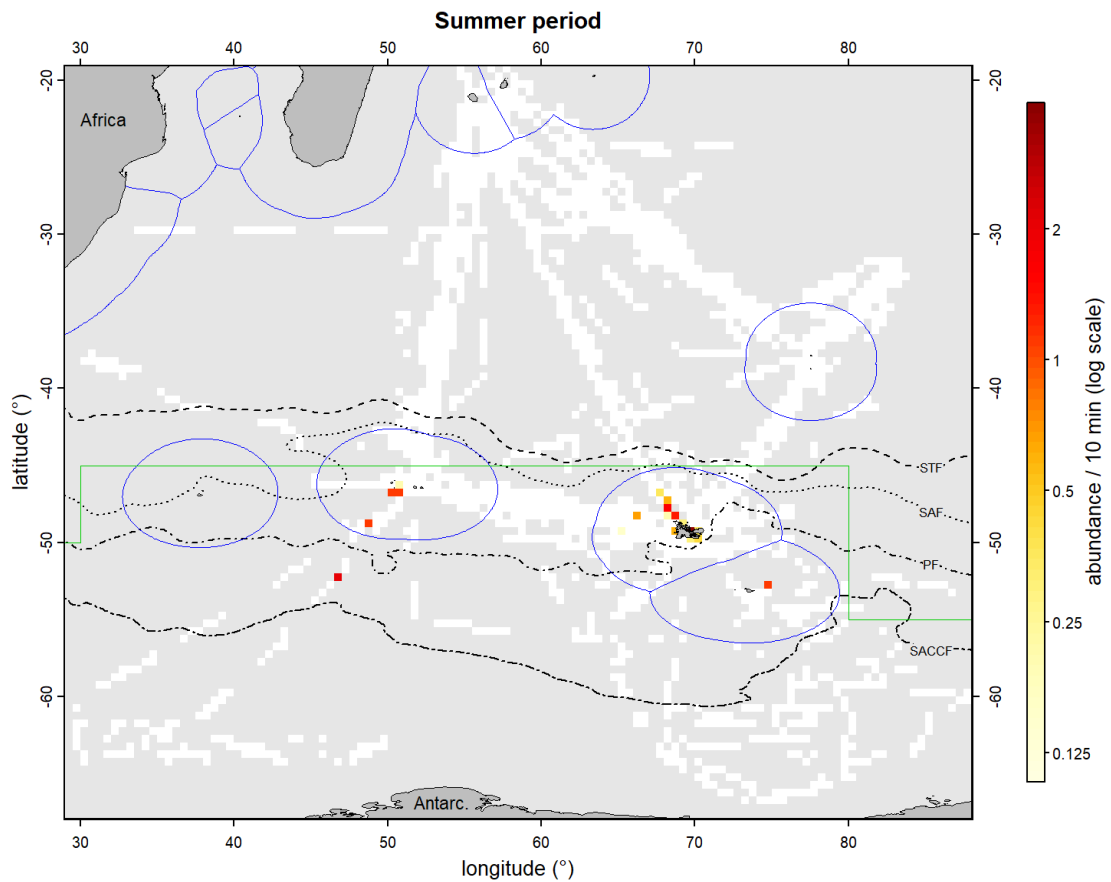 Summer period
30 40 50 60 70 80
-20 -20
Africa
-30 -30
-40 -40
-50 -50
-60 -60
STF
SAF
PF
SACCF
Antarc.
30 40 50 60 70 80
longitude (°)
latitude (°)
2
1
0.5
0.25
0.125
abundance / 10 min (log scale)